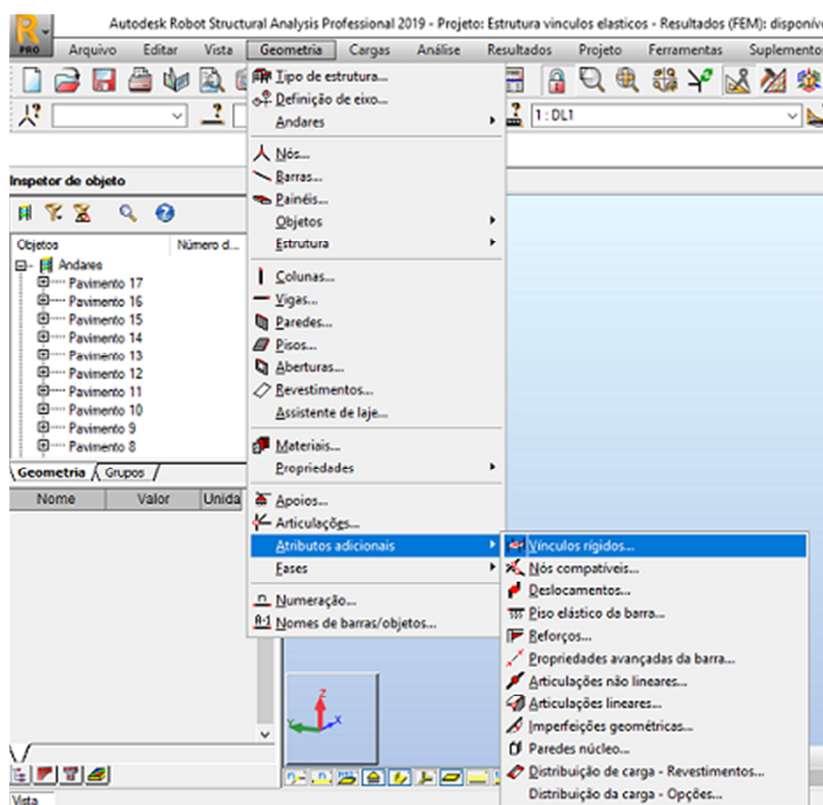 Autodesk Robot Structural Analysis Professional 2019 - Projeto: Estrutura vinculos elasticos - Resultados (FEM): disponíve
PRO
Arquivo Editar Vista Geometria Cargas Análise Resultados Projeto Ferramentas Suplementos
Tipo de estrutura...
Definição de eixo...
Andares
1 : DL1
Nós...
Barras...
Painéis...
Objetos
Estrutura
Colunas...
Vigas...
Paredes...
Pisos...
Aberturas...
Revestimentos...
Assistente de laje...
Materiais...
Propriedades
Apoios...
Articulações...
Atributos adicionais
Fases
Numeração...
Nomes de barras/objetos...
Vínculos rígidos...
Nós compatíveis...
Deslocamentos...
Piso elástico da barra...
Reforços...
Propriedades avançadas da barra...
Articulações não lineares...
Articulações lineares...
Imperfeições geométricas...
Paredes núcleo...
Distribuição de carga - Revestimentos...
Distribuição da carga - Opções...
Inspetor de objeto
Objetos Número d...
Andares
Pavimento 17
Pavimento 16
Pavimento 15
Pavimento 14
Pavimento 13
Pavimento 12
Pavimento 11
Pavimento 10
Pavimento 9
Pavimento 8
Geometria Grupos
Nome Valor Unida
Z
Y X
Vista